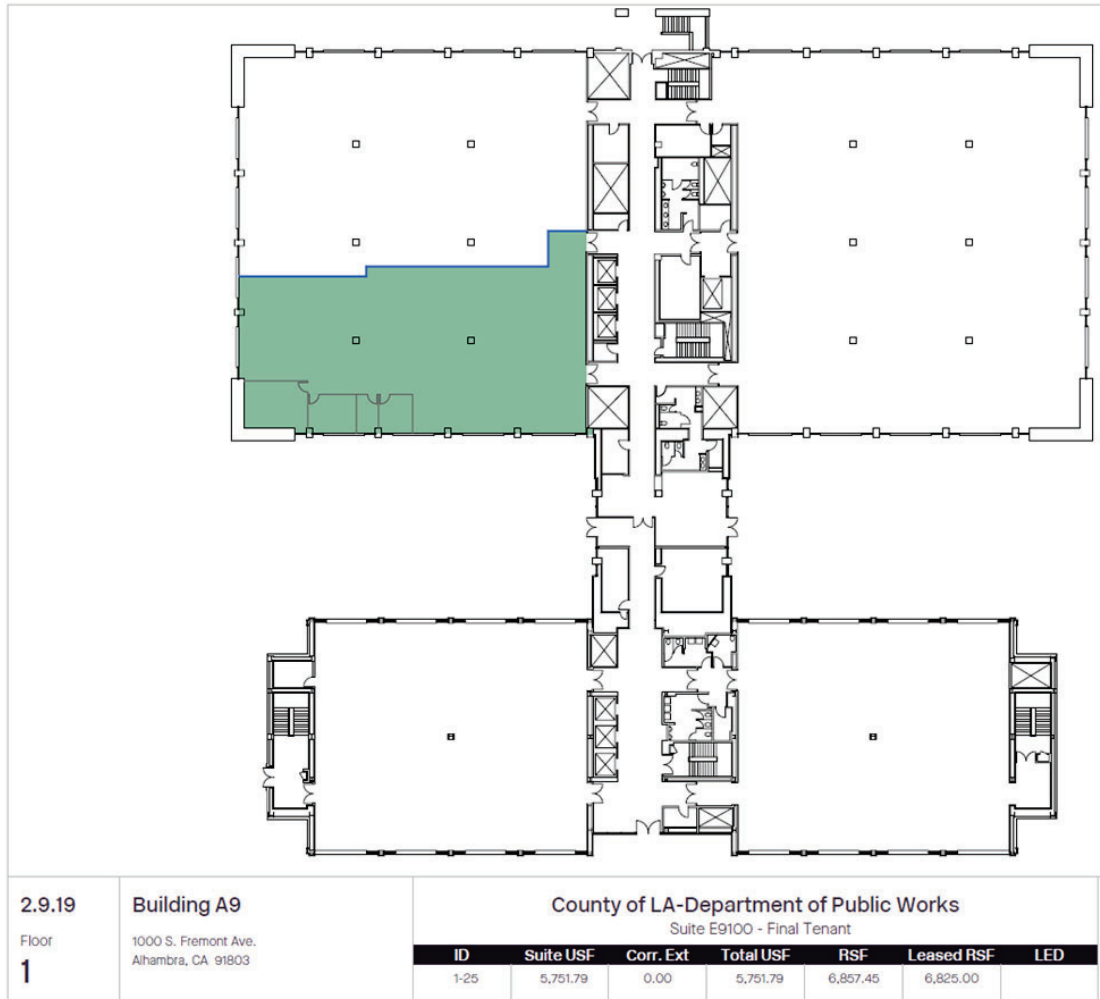 2.9.19
Floor
1
Building A9
1000 S. Fremont Ave.
Alhambra, CA 91803
County of LA-Department of Public Works
Suite E9100 - Final Tenant
ID Suite USF Corr. Ext Total USF RSF Leased RSF LED
1-25 5,751.79 0.00 5,751.79 6,857.45 6,825.00